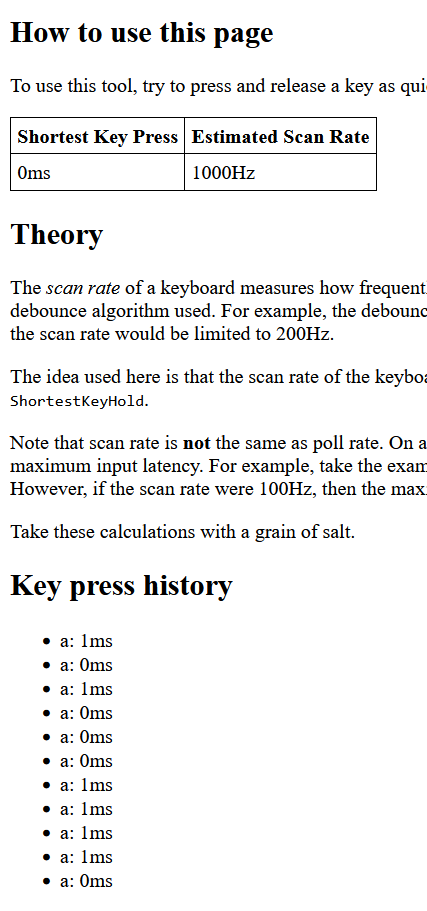 How to use this page
To use this tool, try to press and release a key as qui
Shortest Key Press Estimated Scan Rate
0ms 1000Hz
Theory
The scan rate of a keyboard measures how frequent
debounce algorithm used. For example, the debounc
the scan rate would be limited to 200Hz.
The idea used here is that the scan rate of the keyboa
ShortestKeyHold.
Note that scan rate is not the same as poll rate. On a
maximum input latency. For example, take the exam
However, if the scan rate were 100Hz, then the max
Take these calculations with a grain of salt.
Key press history
• a: 1ms
• a: 0ms
• a: 1ms
• a: 0ms
• a: 0ms
• a: 0ms
• a: 1ms
• a: 1ms
• a: 1ms
• a: 1ms
• a: 0ms